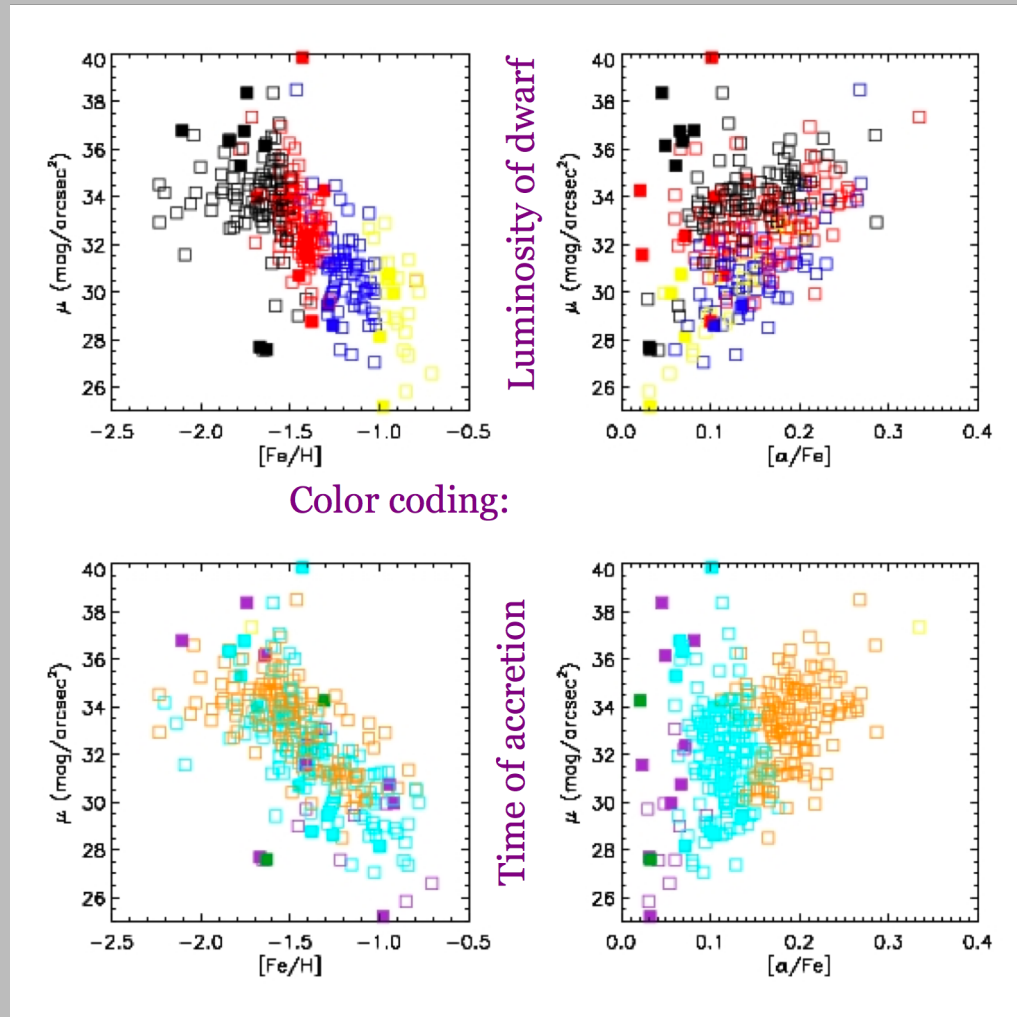 40
38
36
34
32
30
28
26
μ (mag/arcsec²)
-2.5 -2.0 -1.5 -1.0 -0.5
[Fe/H]
Luminosity of dwarf
40
38
36
34
32
30
28
26
μ (mag/arcsec²)
0.0 0.1 0.2 0.3 0.4
[α/Fe]
Color coding:
40
38
36
34
32
30
28
26
μ (mag/arcsec²)
-2.5 -2.0 -1.5 -1.0 -0.5
[Fe/H]
Time of accretion
40
38
36
34
32
30
28
26
μ (mag/arcsec²)
0.0 0.1 0.2 0.3 0.4
[α/Fe]